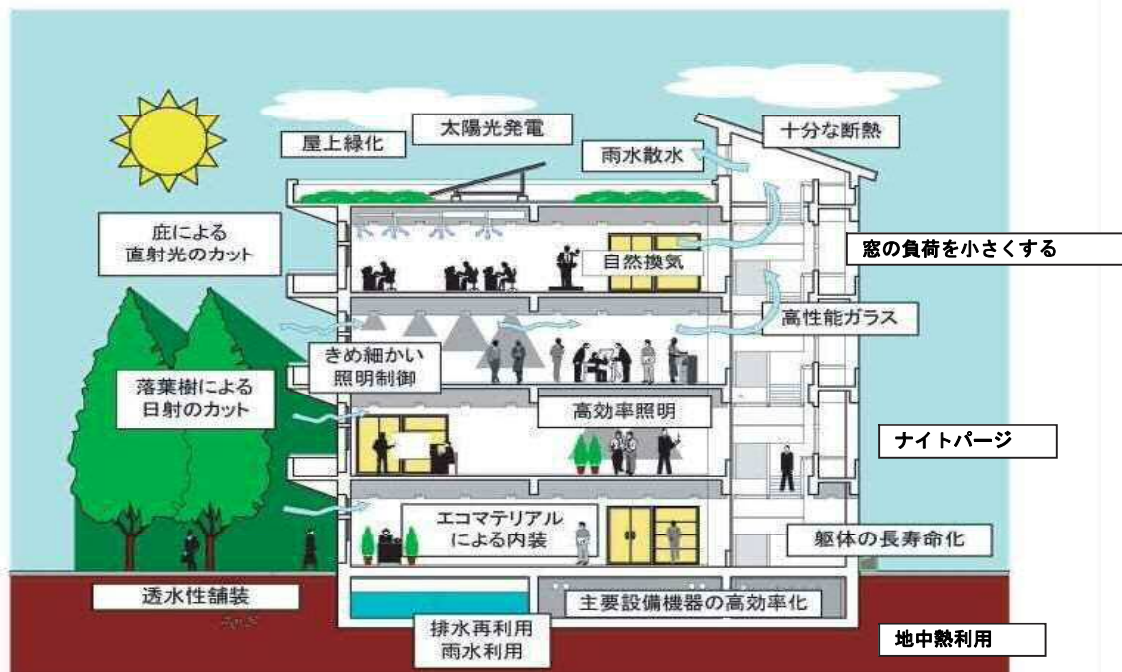 太陽光発電
屋上緑化
十分な断熱
雨水散水
庇による
直射光のカット
自然換気
窓の負荷を小さくする
高性能ガラス
きめ細かい
照明制御
落葉樹による
日射のカット
高効率照明
ナイトパージ
エコマテリアル
による内装
躯体の長寿命化
透水性舗装
主要設備機器の高効率化
排水再利用
雨水利用
地中熱利用